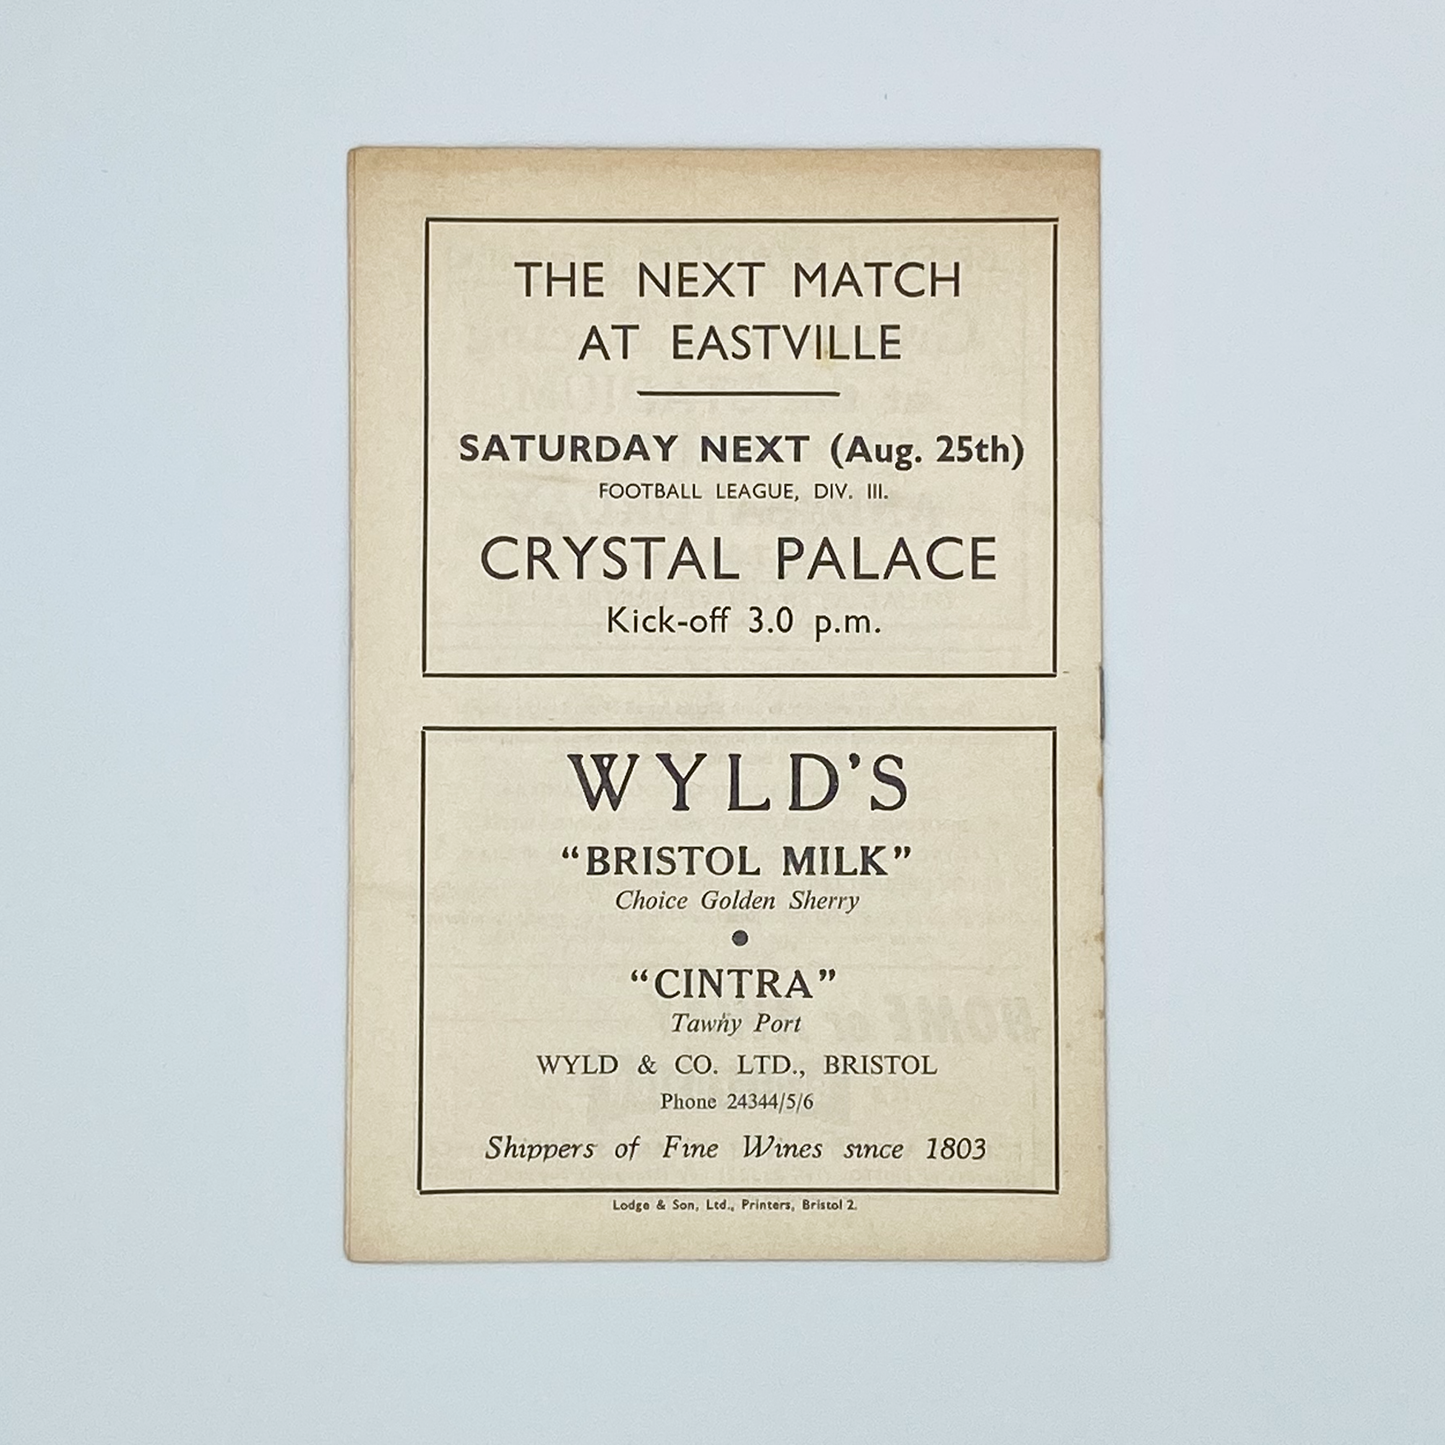 THE NEXT MATCH
AT EASTVILLE
SATURDAY NEXT (Aug. 25th)
FOOTBALL LEAGUE, DIV. III.
CRYSTAL PALACE
Kick-off 3.0 p.m.
WYLD'S
“BRISTOL MILK”
Choice Golden Sherry
“CINTRA”
Tawny Port
WYLD & CO. LTD., BRISTOL
Phone 24344/5/6
Shippers of Fine Wines since 1803
Lodge & Son, Ltd., Printers, Bristol 2.